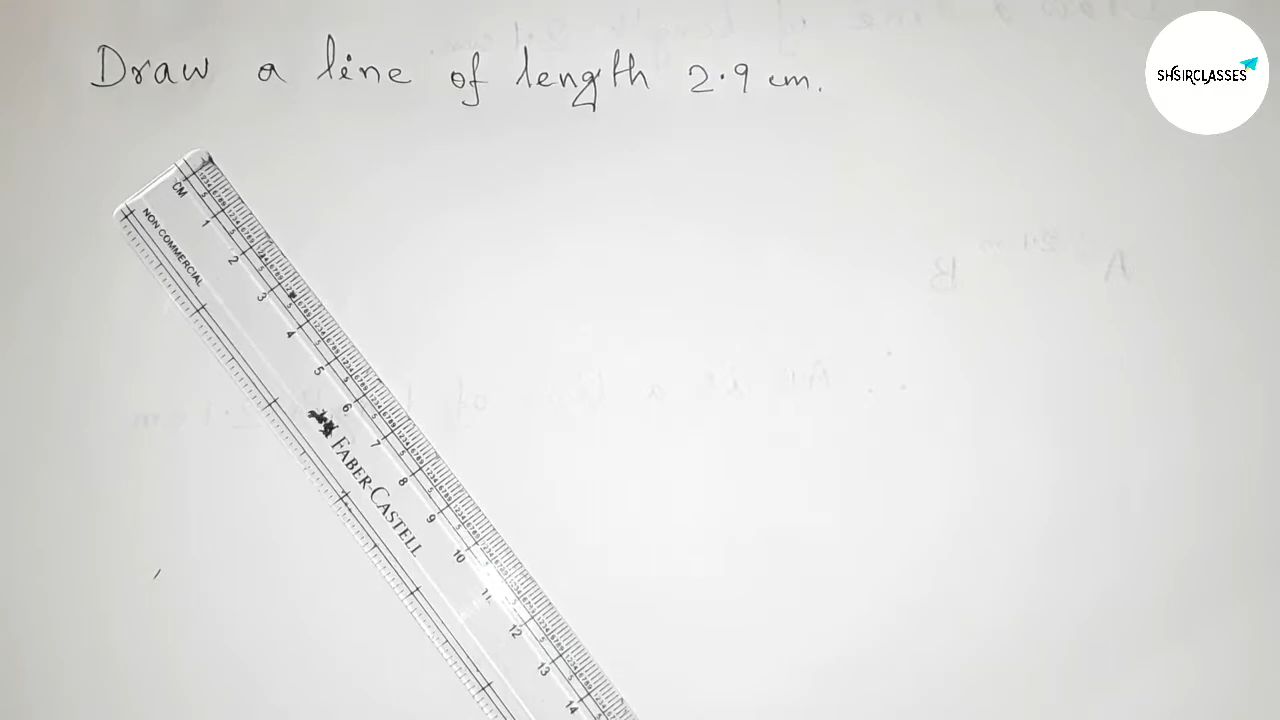 Draw a line of length 2.9 cm.
SHSIRCLASSES
CM
NON COMMERCIAL
1
2
3
4
5
6
7
8
9
10
11
12
13
14
FABER-CASTELL